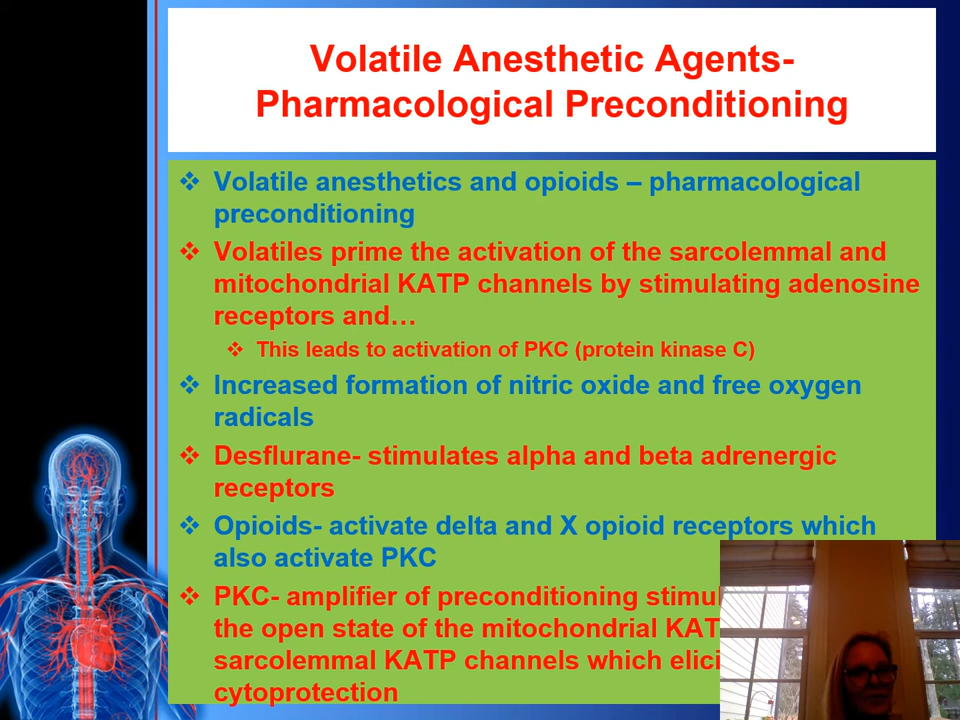 Volatile Anesthetic Agents-
Pharmacological Preconditioning
❖ Volatile anesthetics and opioids – pharmacological
preconditioning
❖ Volatiles prime the activation of the sarcolemmal and
mitochondrial KATP channels by stimulating adenosine
receptors and…
❖ This leads to activation of PKC (protein kinase C)
❖ Increased formation of nitric oxide and free oxygen
radicals
❖ Desflurane- stimulates alpha and beta adrenergic
receptors
❖ Opioids- activate delta and X opioid receptors which
also activate PKC
❖ PKC- amplifier of preconditioning
the open state of the mitochondrial
sarcolemmal KATP channels which
cytoprotection